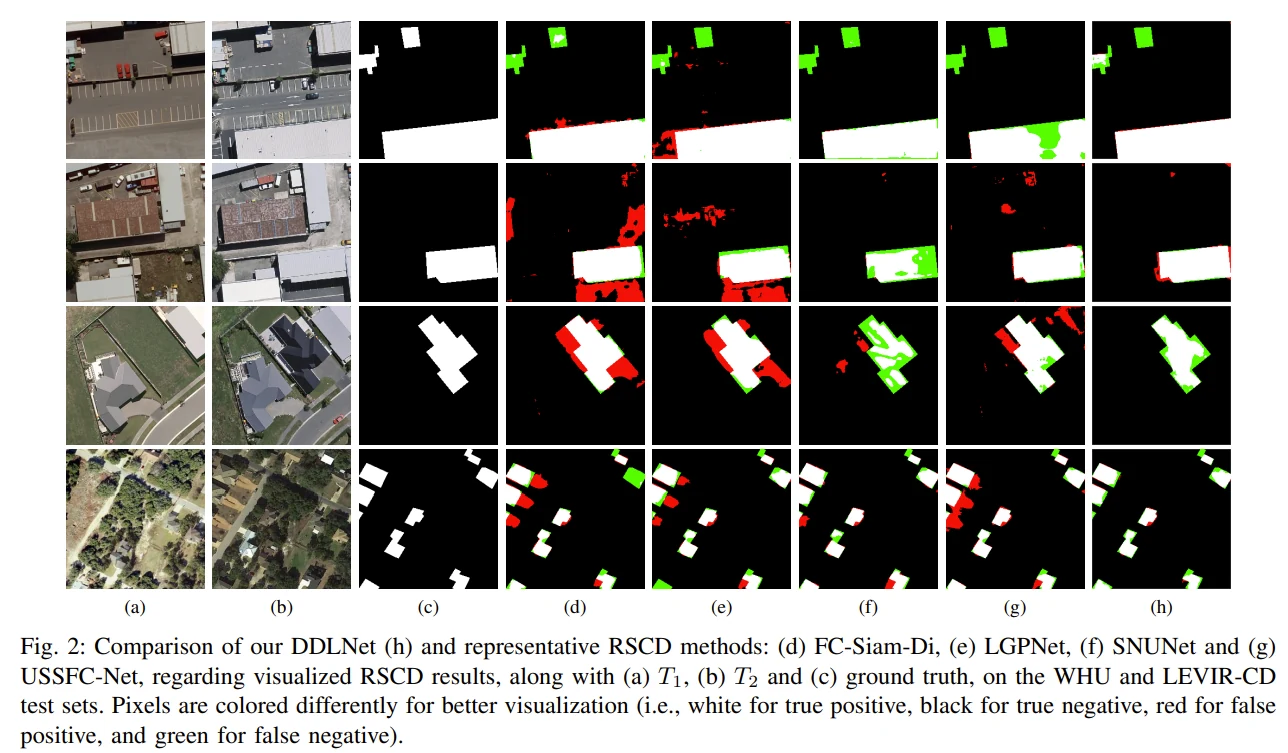 (a) (b) (c) (d) (e) (f) (g) (h)
Fig. 2: Comparison of our DDLNet (h) and representative RSCD methods: (d) FC-Siam-Di, (e) LGPNet, (f) SNUNet and (g)
USSFC-Net, regarding visualized RSCD results, along with (a) T₁, (b) T₂ and (c) ground truth, on the WHU and LEVIR-CD
test sets. Pixels are colored differently for better visualization (i.e., white for true positive, black for true negative, red for false
positive, and green for false negative).